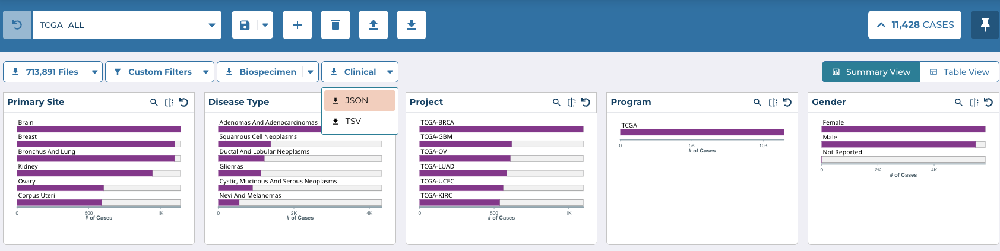 TCGA_ALL
11,428 CASES
713,891 Files
Custom Filters
Biospecimen
Clinical
Summary View
Table View
JSON
TSV
Primary Site
Brain
Breast
Bronchus And Lung
Kidney
Ovary
Corpus Uteri
0 500 1K
# of Cases
Disease Type
Adenomas And Adenocarcinomas
Squamous Cell Neoplasms
Ductal And Lobular Neoplasms
Gliomas
Cystic, Mucinous And Serous Neoplasms
Nevi And Melanomas
0 2K 4K
# of Cases
Project
TCGA-BRCA
TCGA-GBM
TCGA-OV
TCGA-LUAD
TCGA-UCEC
TCGA-KIRC
0 500 1K
# of Cases
Program
TCGA
0 5K 10K
# of Cases
Gender
Female
Male
Not Reported
0 2K 4K
# of Cases